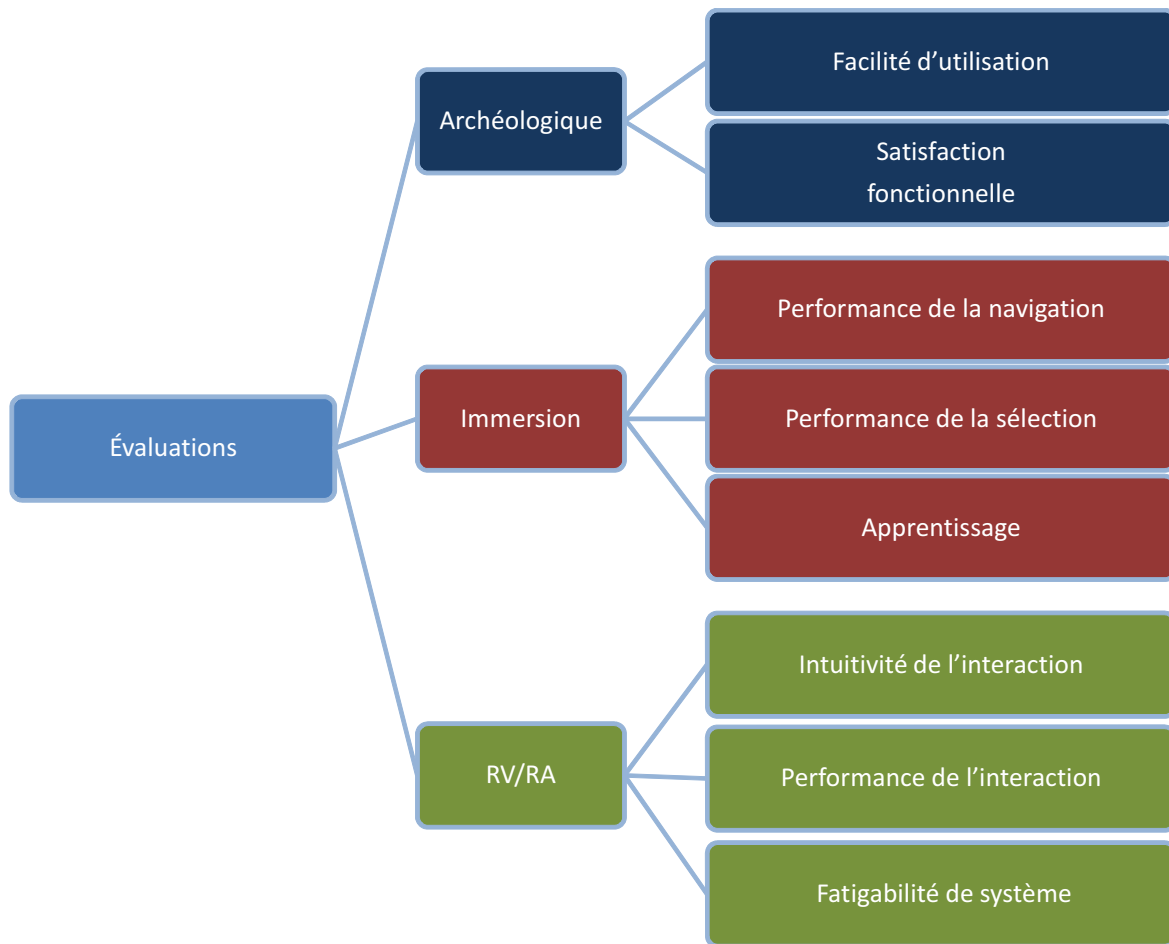 Évaluations
Archéologique
Facilité d’utilisation
Satisfaction
fonctionnelle
Immersion
Performance de la navigation
Performance de la sélection
Apprentissage
RV/RA
Intuitivité de l’interaction
Performance de l’interaction
Fatigabilité de système